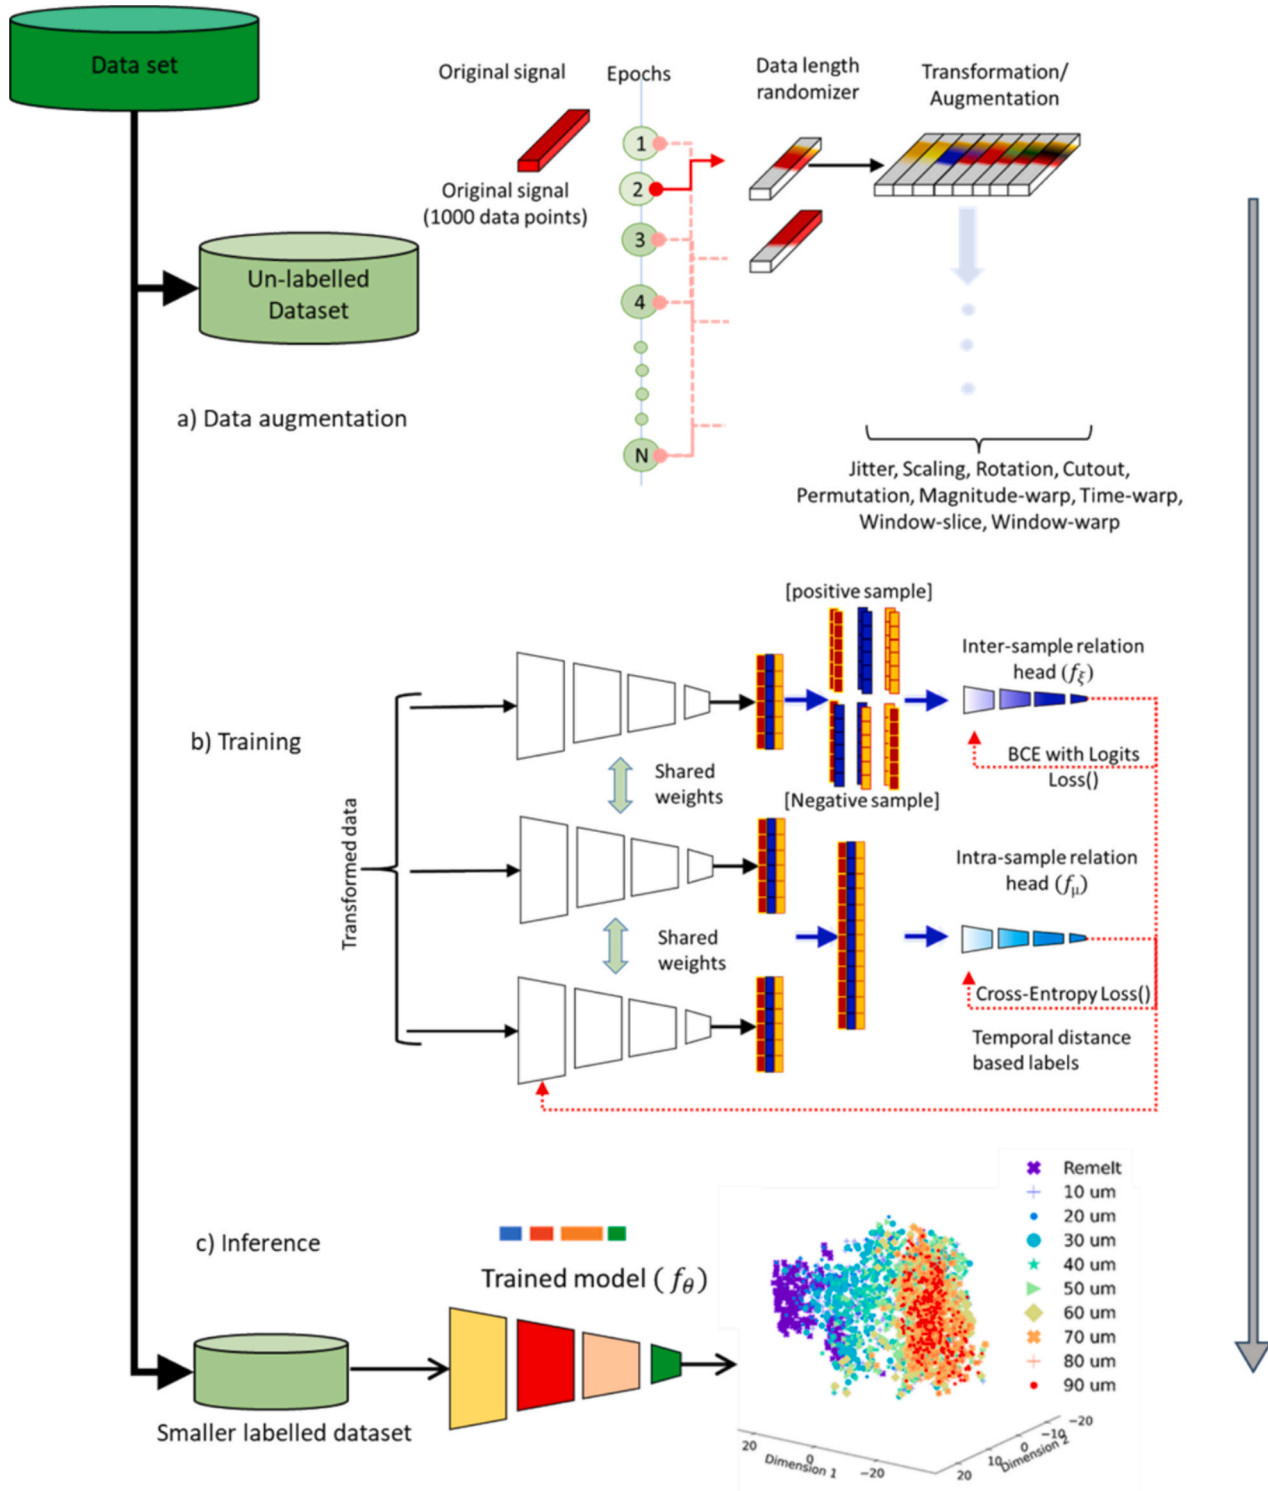 Data set
Original signal
Epochs
Data length
randomizer
Transformation/
Augmentation
1
2
3
4
N
Original signal
(1000 data points)
Un-labelled
Dataset
a) Data augmentation
Jitter, Scaling, Rotation, Cutout,
Permutation, Magnitude-warp, Time-warp,
Window-slice, Window-warp
[positive sample]
Inter-sample relation
head (fξ)
b) Training
Transformed data
Shared
weights
BCE with Logits
Loss()
[Negative sample]
Intra-sample relation
head (fμ)
Shared
weights
Cross-Entropy Loss()
Temporal distance
based labels
c) Inference
Trained model ( fθ)
Smaller labelled dataset
Remelt
10 um
20 um
30 um
40 um
50 um
60 um
70 um
80 um
90 um
20
0
−20
Dimension 1
20
10
0
−10
−20
Dimension 2